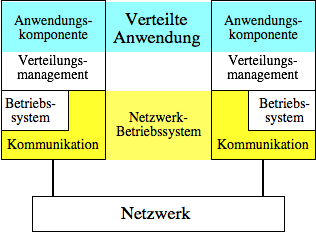 Anwendungs-
komponente
Verteilungs-
management
Betriebs-
system
Kommunikation
Verteilte
Anwendung
Netzwerk-
Betriebssystem
Anwendungs-
komponente
Verteilungs-
management
Betriebs-
system
Kommunikation
Netzwerk